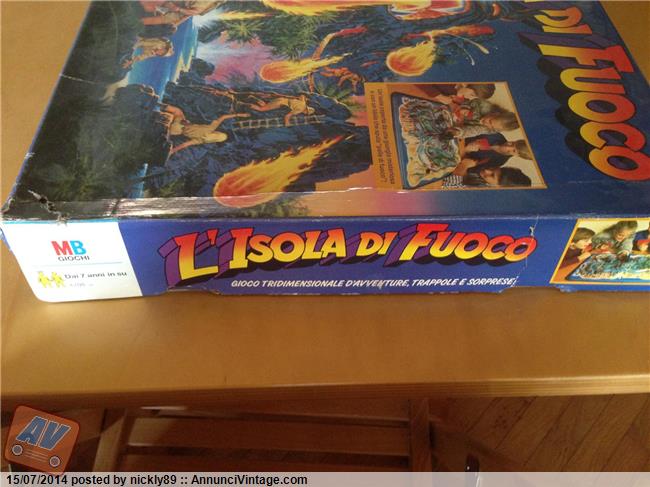 DI FUOCO
MB
GIOCHI
Dai 7 anni in su
L'ISOLA DI FUOCO
GIOCO TRIDIMENSIONALE D'AVVENTURE, TRAPPOLE E SORPRESE!
AV
15/07/2014 posted by nickly89 :: AnnunciVintage.com